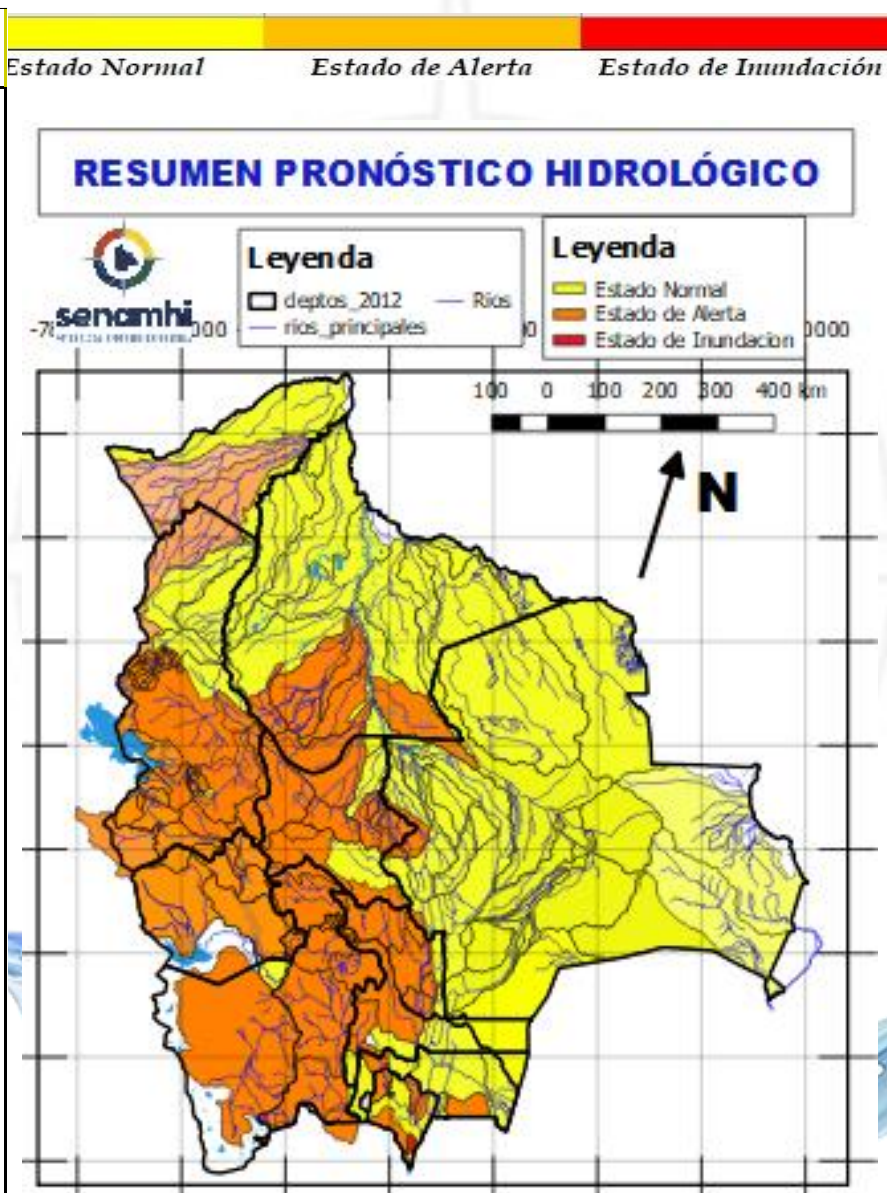 Estado Normal Estado de Alerta Estado de Inundación
RESUMEN PRONÓSTICO HIDROLÓGICO
senamhi
Leyenda
deptos_2012 Rios
rios_principales
Leyenda
Estado Normal
Estado de Alerta
Estado de Inundacion
100 0 100 200 300 400 km
N